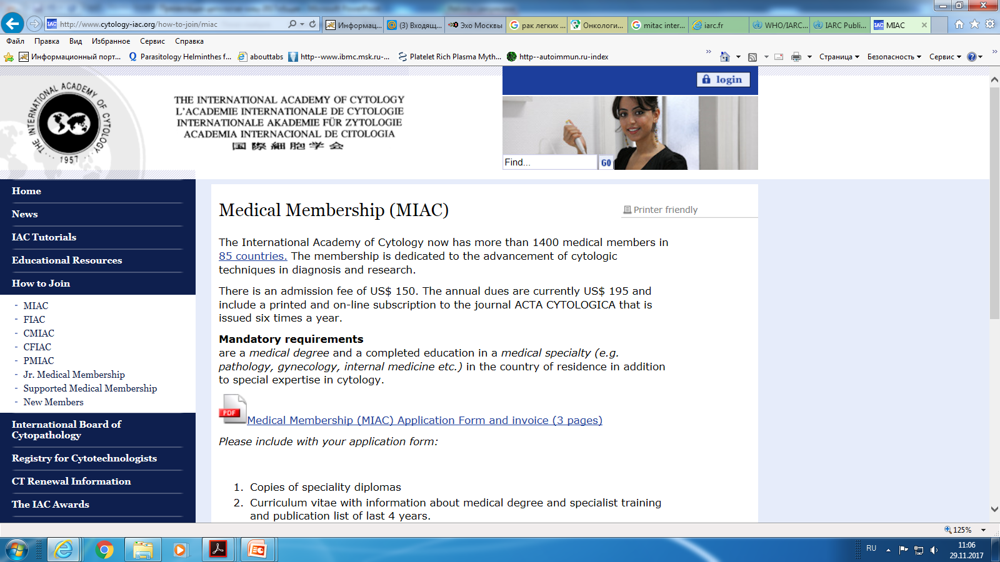 http://www.cytology-iac.org/how-to-join/miac
Информац...
(3) Входящ...
Эхо Москвы
рак легких ...
Онкологи...
mitac inter...
iarc.fr
WHO/IARC...
IARC Publi...
IAC MIAC
Файл Правка Вид Избранное Сервис Справка
Информационный порт...
Parasitology Helminthes f...
abouttabs
http--www.ibmc.msk.ru-...
Platelet Rich Plasma Myth...
http--autoimmun.ru-index
Страница Безопасность Сервис
THE INTERNATIONAL ACADEMY OF CYTOLOGY
1957
THE INTERNATIONAL ACADEMY OF CYTOLOGY
L'ACADEMIE INTERNATIONALE DE CYTOLOGIE
INTERNATIONALE AKADEMIE FÜR ZYTOLOGIE
ACADEMIA INTERNACIONAL DE CITOLOGIA
国際細胞学会
login
Find...
GO
Home
News
IAC Tutorials
Educational Resources
How to Join
- MIAC
- FIAC
- CMIAC
- CFIAC
- PMIAC
- Jr. Medical Membership
- Supported Medical Membership
- New Members
International Board of
Cytopathology
Registry for Cytotechnologists
CT Renewal Information
The IAC Awards
Medical Membership (MIAC)
Printer friendly
The International Academy of Cytology now has more than 1400 medical members in
85 countries. The membership is dedicated to the advancement of cytologic
techniques in diagnosis and research.
There is an admission fee of US$ 150. The annual dues are currently US$ 195 and
include a printed and on-line subscription to the journal ACTA CYTOLOGICA that is
issued six times a year.
Mandatory requirements
are a medical degree and a completed education in a medical specialty (e.g.
pathology, gynecology, internal medicine etc.) in the country of residence in addition
to special expertise in cytology.
PDF
Medical Membership (MIAC) Application Form and invoice (3 pages)
Please include with your application form:
1. Copies of speciality diplomas
2. Curriculum vitae with information about medical degree and specialist training
and publication list of last 4 years.
125%
RU
11:06
29.11.2017